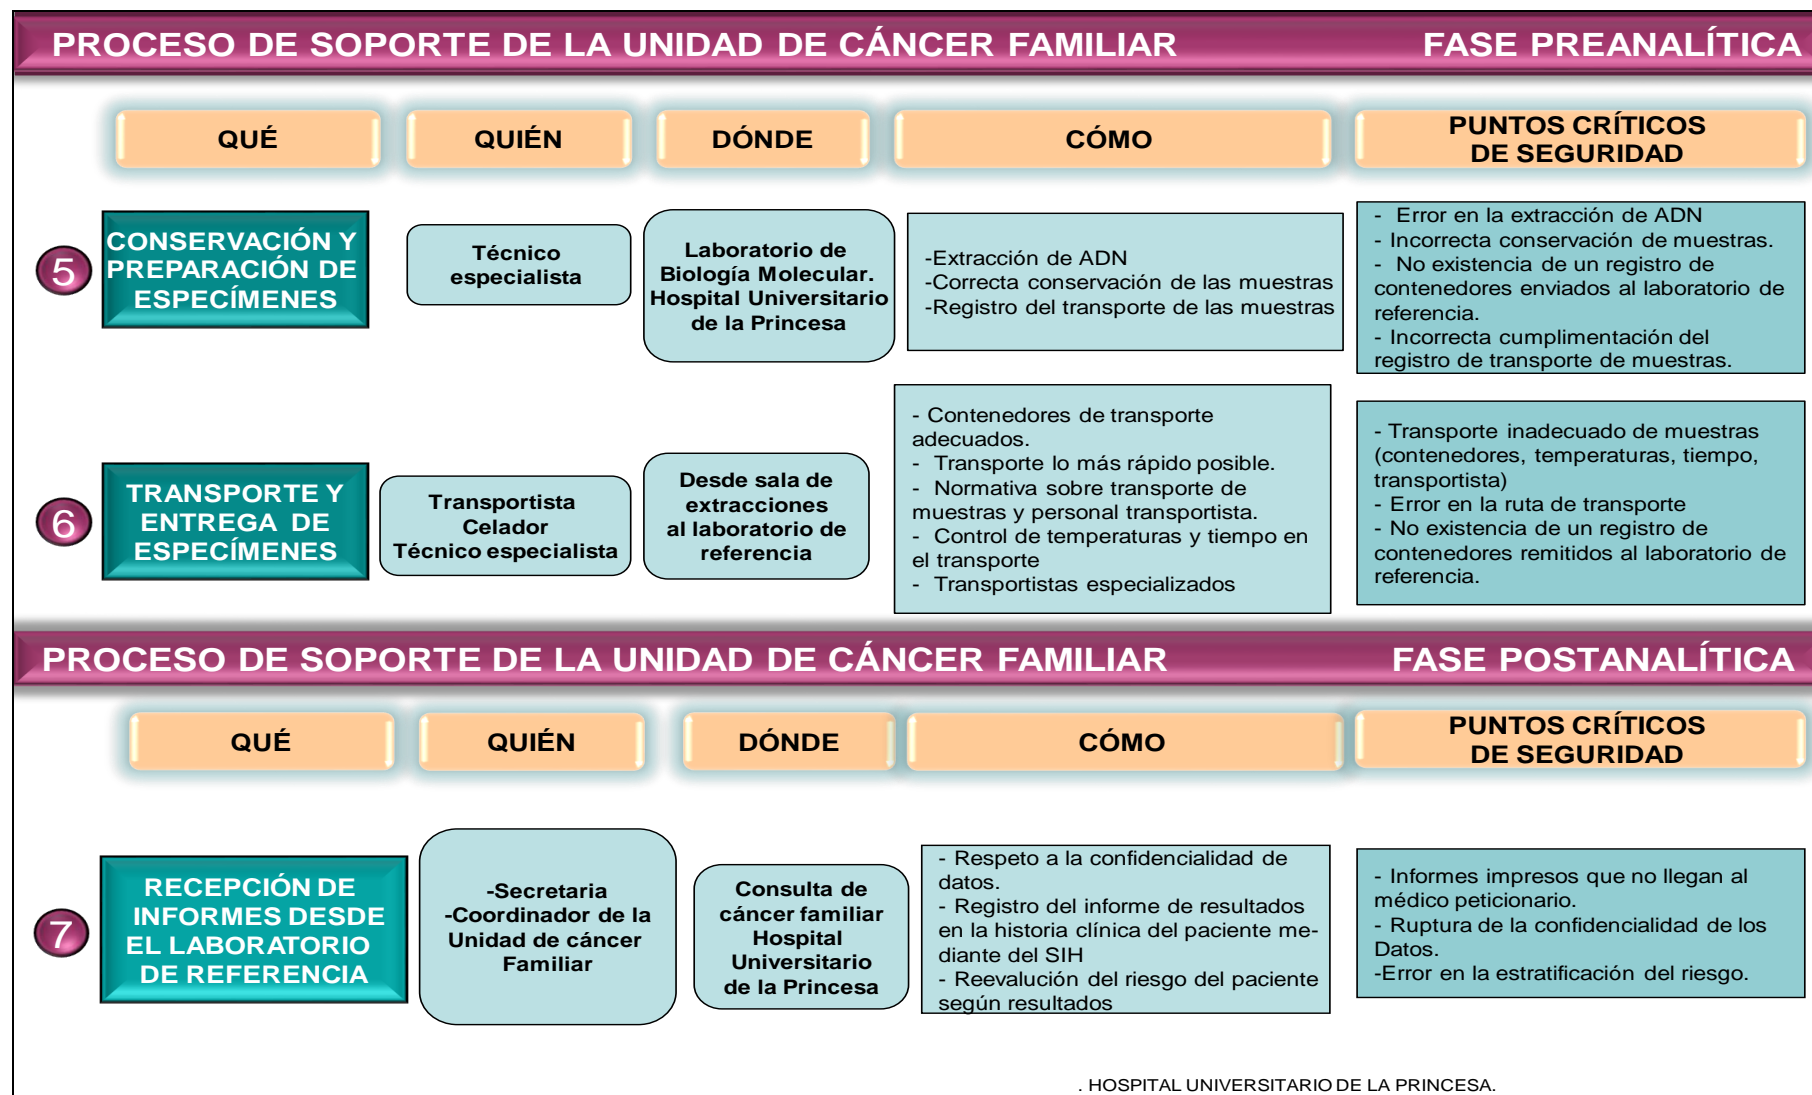 PROCESO DE SOPORTE DE LA UNIDAD DE CÁNCER FAMILIAR
FASE PREANALÍTICA
QUÉ
QUIÉN
DÓNDE
CÓMO
PUNTOS CRÍTICOS
DE SEGURIDAD
5
CONSERVACIÓN Y
PREPARACIÓN DE
ESPECÍMENES
Técnico
especialista
Laboratorio de
Biología Molecular.
Hospital Universitario
de la Princesa
-Extracción de ADN
-Correcta conservación de las muestras
-Registro del transporte de las muestras
- Error en la extracción de ADN
- Incorrecta conservación de muestras.
- No existencia de un registro de
contenedores enviados al laboratorio de
referencia.
- Incorrecta cumplimentación del
registro de transporte de muestras.
6
TRANSPORTE Y
ENTREGA DE
ESPECÍMENES
Transportista
Celador
Técnico especialista
Desde sala de
extracciones
al laboratorio de
referencia
- Contenedores de transporte
adecuados.
- Transporte lo más rápido posible.
- Normativa sobre transporte de
muestras y personal transportista.
- Control de temperaturas y tiempo en
el transporte
- Transportistas especializados
- Transporte inadecuado de muestras
(contenedores, temperaturas, tiempo,
transportista)
- Error en la ruta de transporte
- No existencia de un registro de
contenedores remitidos al laboratorio de
referencia.
PROCESO DE SOPORTE DE LA UNIDAD DE CÁNCER FAMILIAR
FASE POSTANALÍTICA
QUÉ
QUIÉN
DÓNDE
CÓMO
PUNTOS CRÍTICOS
DE SEGURIDAD
7
RECEPCIÓN DE
INFORMES DESDE
EL LABORATORIO
DE REFERENCIA
-Secretaria
-Coordinador de la
Unidad de cáncer
Familiar
Consulta de
cáncer familiar
Hospital
Universitario
de la Princesa
- Respeto a la confidencialidad de
datos.
- Registro del informe de resultados
en la historia clínica del paciente me-
diante del SIH
- Reevalución del riesgo del paciente
según resultados
- Informes impresos que no llegan al
médico peticionario.
- Ruptura de la confidencialidad de los
Datos.
-Error en la estratificación del riesgo.
. HOSPITAL UNIVERSITARIO DE LA PRINCESA.